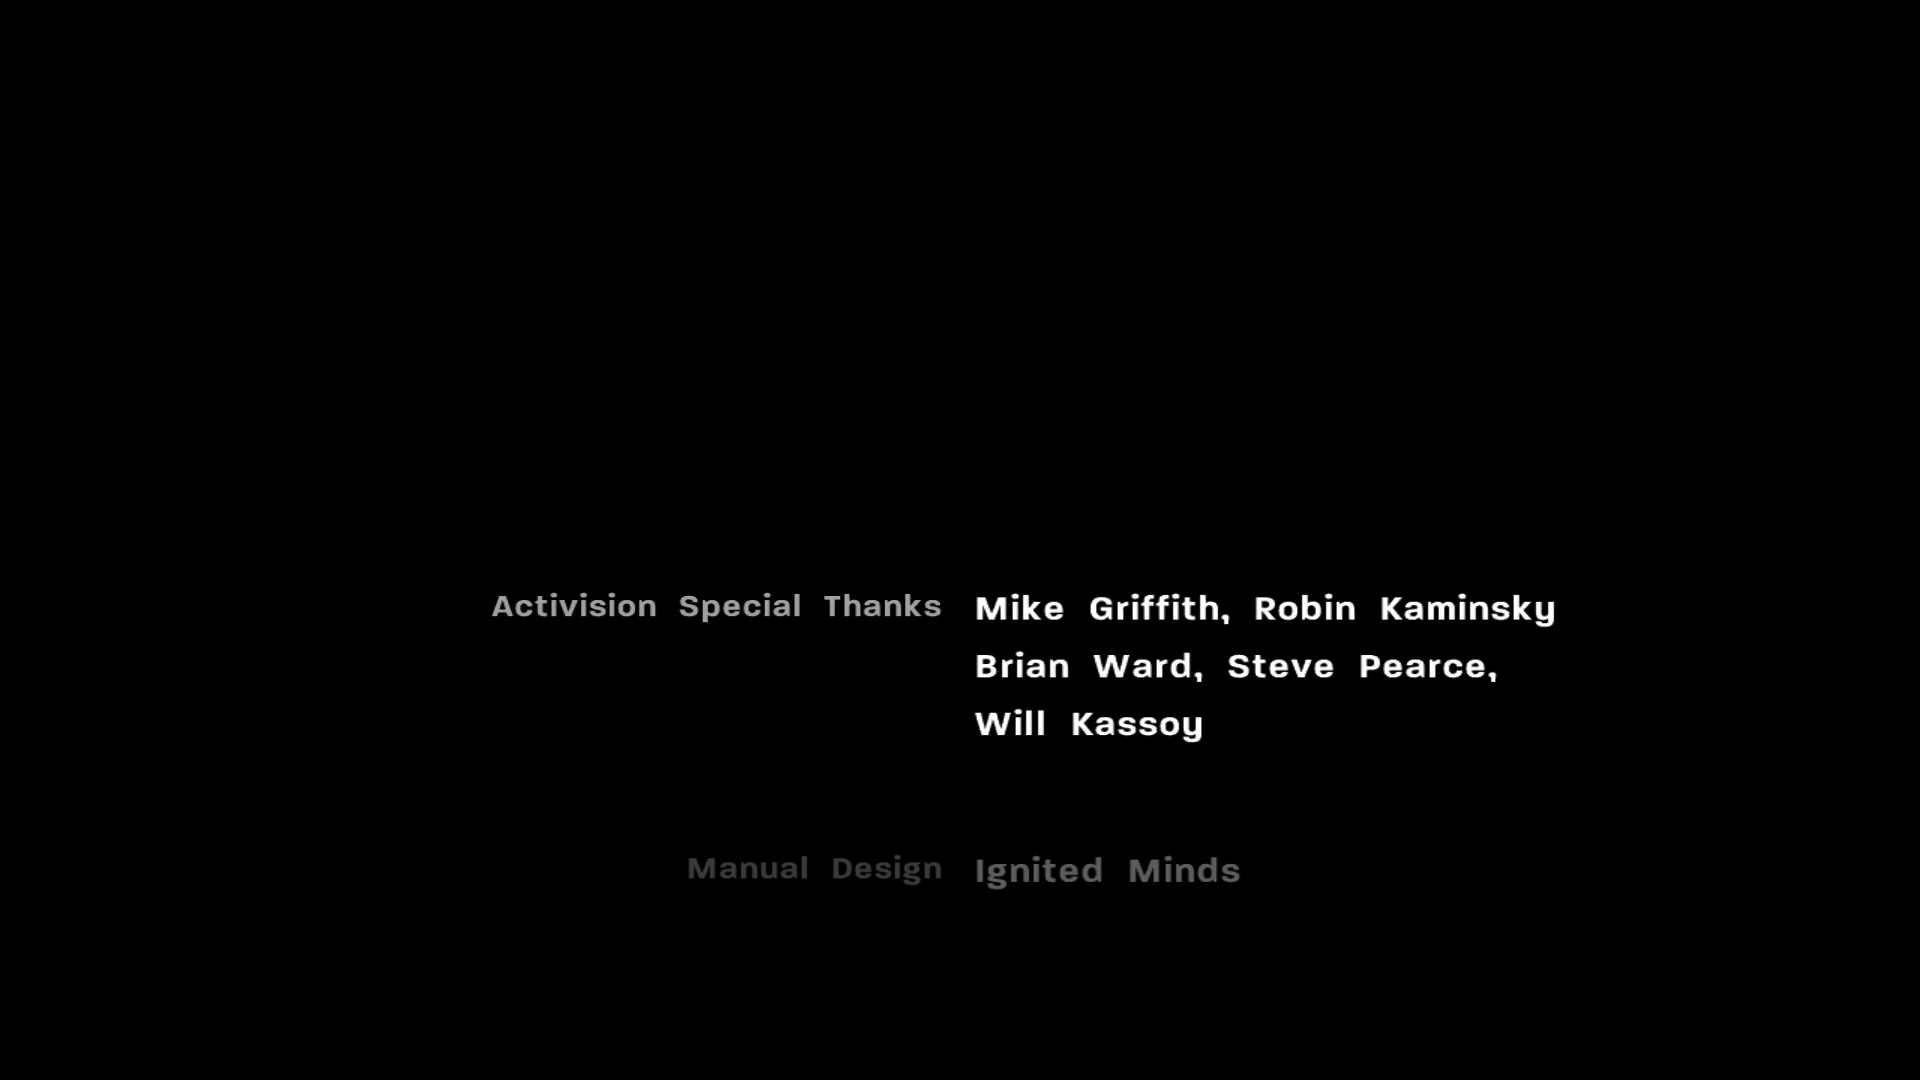 Activision Special Thanks Mike Griffith, Robin Kaminsky
Brian Ward, Steve Pearce,
Will Kassoy
Manual Design Ignited Minds